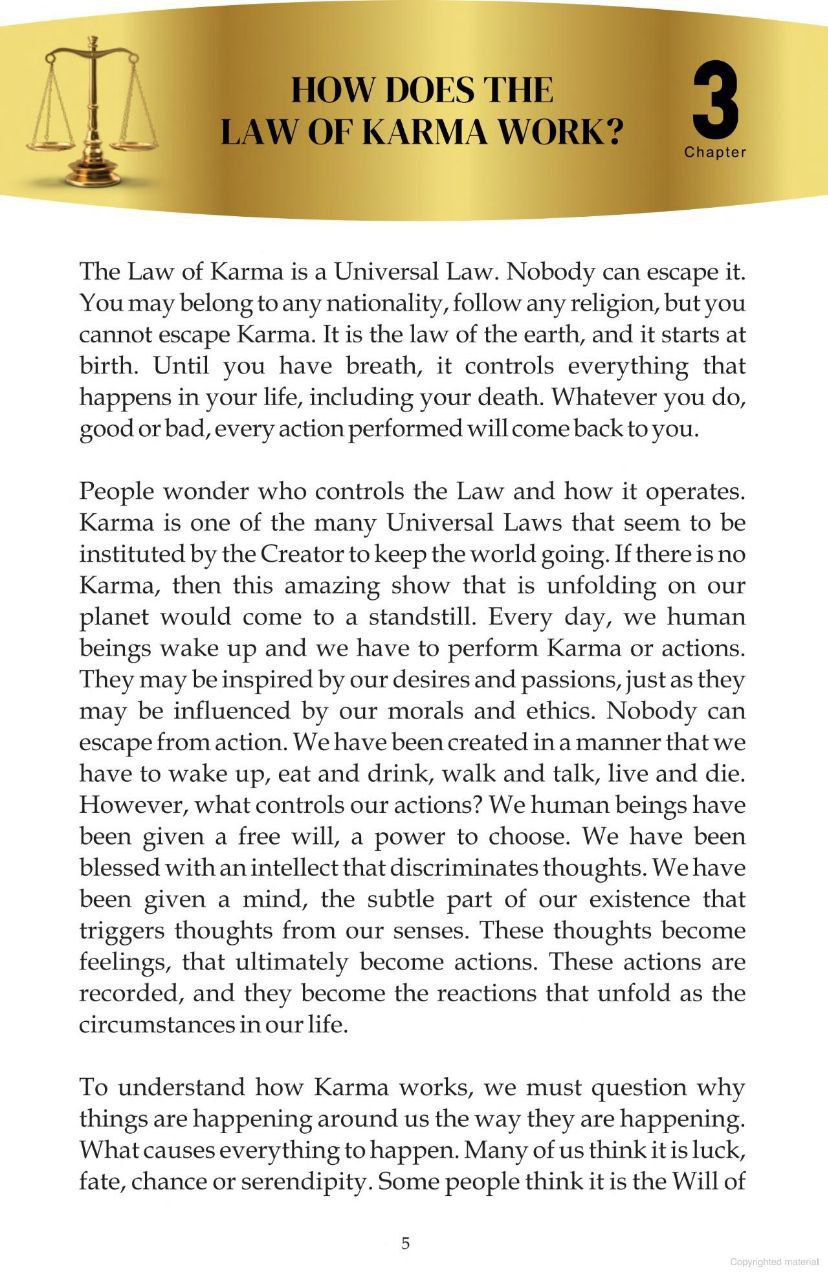 HOW DOES THE
LAW OF KARMA WORK?
3
Chapter
The Law of Karma is a Universal Law. Nobody can escape it.
You may belong to any nationality, follow any religion, but you
cannot escape Karma. It is the law of the earth, and it starts at
birth. Until you have breath, it controls everything that
happens in your life, including your death. Whatever you do,
good or bad, every action performed will come back to you.
People wonder who controls the Law and how it operates.
Karma is one of the many Universal Laws that seem to be
instituted by the Creator to keep the world going. If there is no
Karma, then this amazing show that is unfolding on our
planet would come to a standstill. Every day, we human
beings wake up and we have to perform Karma or actions.
They may be inspired by our desires and passions, just as they
may be influenced by our morals and ethics. Nobody can
escape from action. We have been created in a manner that we
have to wake up, eat and drink, walk and talk, live and die.
However, what controls our actions? We human beings have
been given a free will, a power to choose. We have been
blessed with an intellect that discriminates thoughts. We have
been given a mind, the subtle part of our existence that
triggers thoughts from our senses. These thoughts become
feelings, that ultimately become actions. These actions are
recorded, and they become the reactions that unfold as the
circumstances in our life.
To understand how Karma works, we must question why
things are happening around us the way they are happening.
What causes everything to happen. Many of us think it is luck,
fate, chance or serendipity. Some people think it is the Will of
5
Copyrighted material